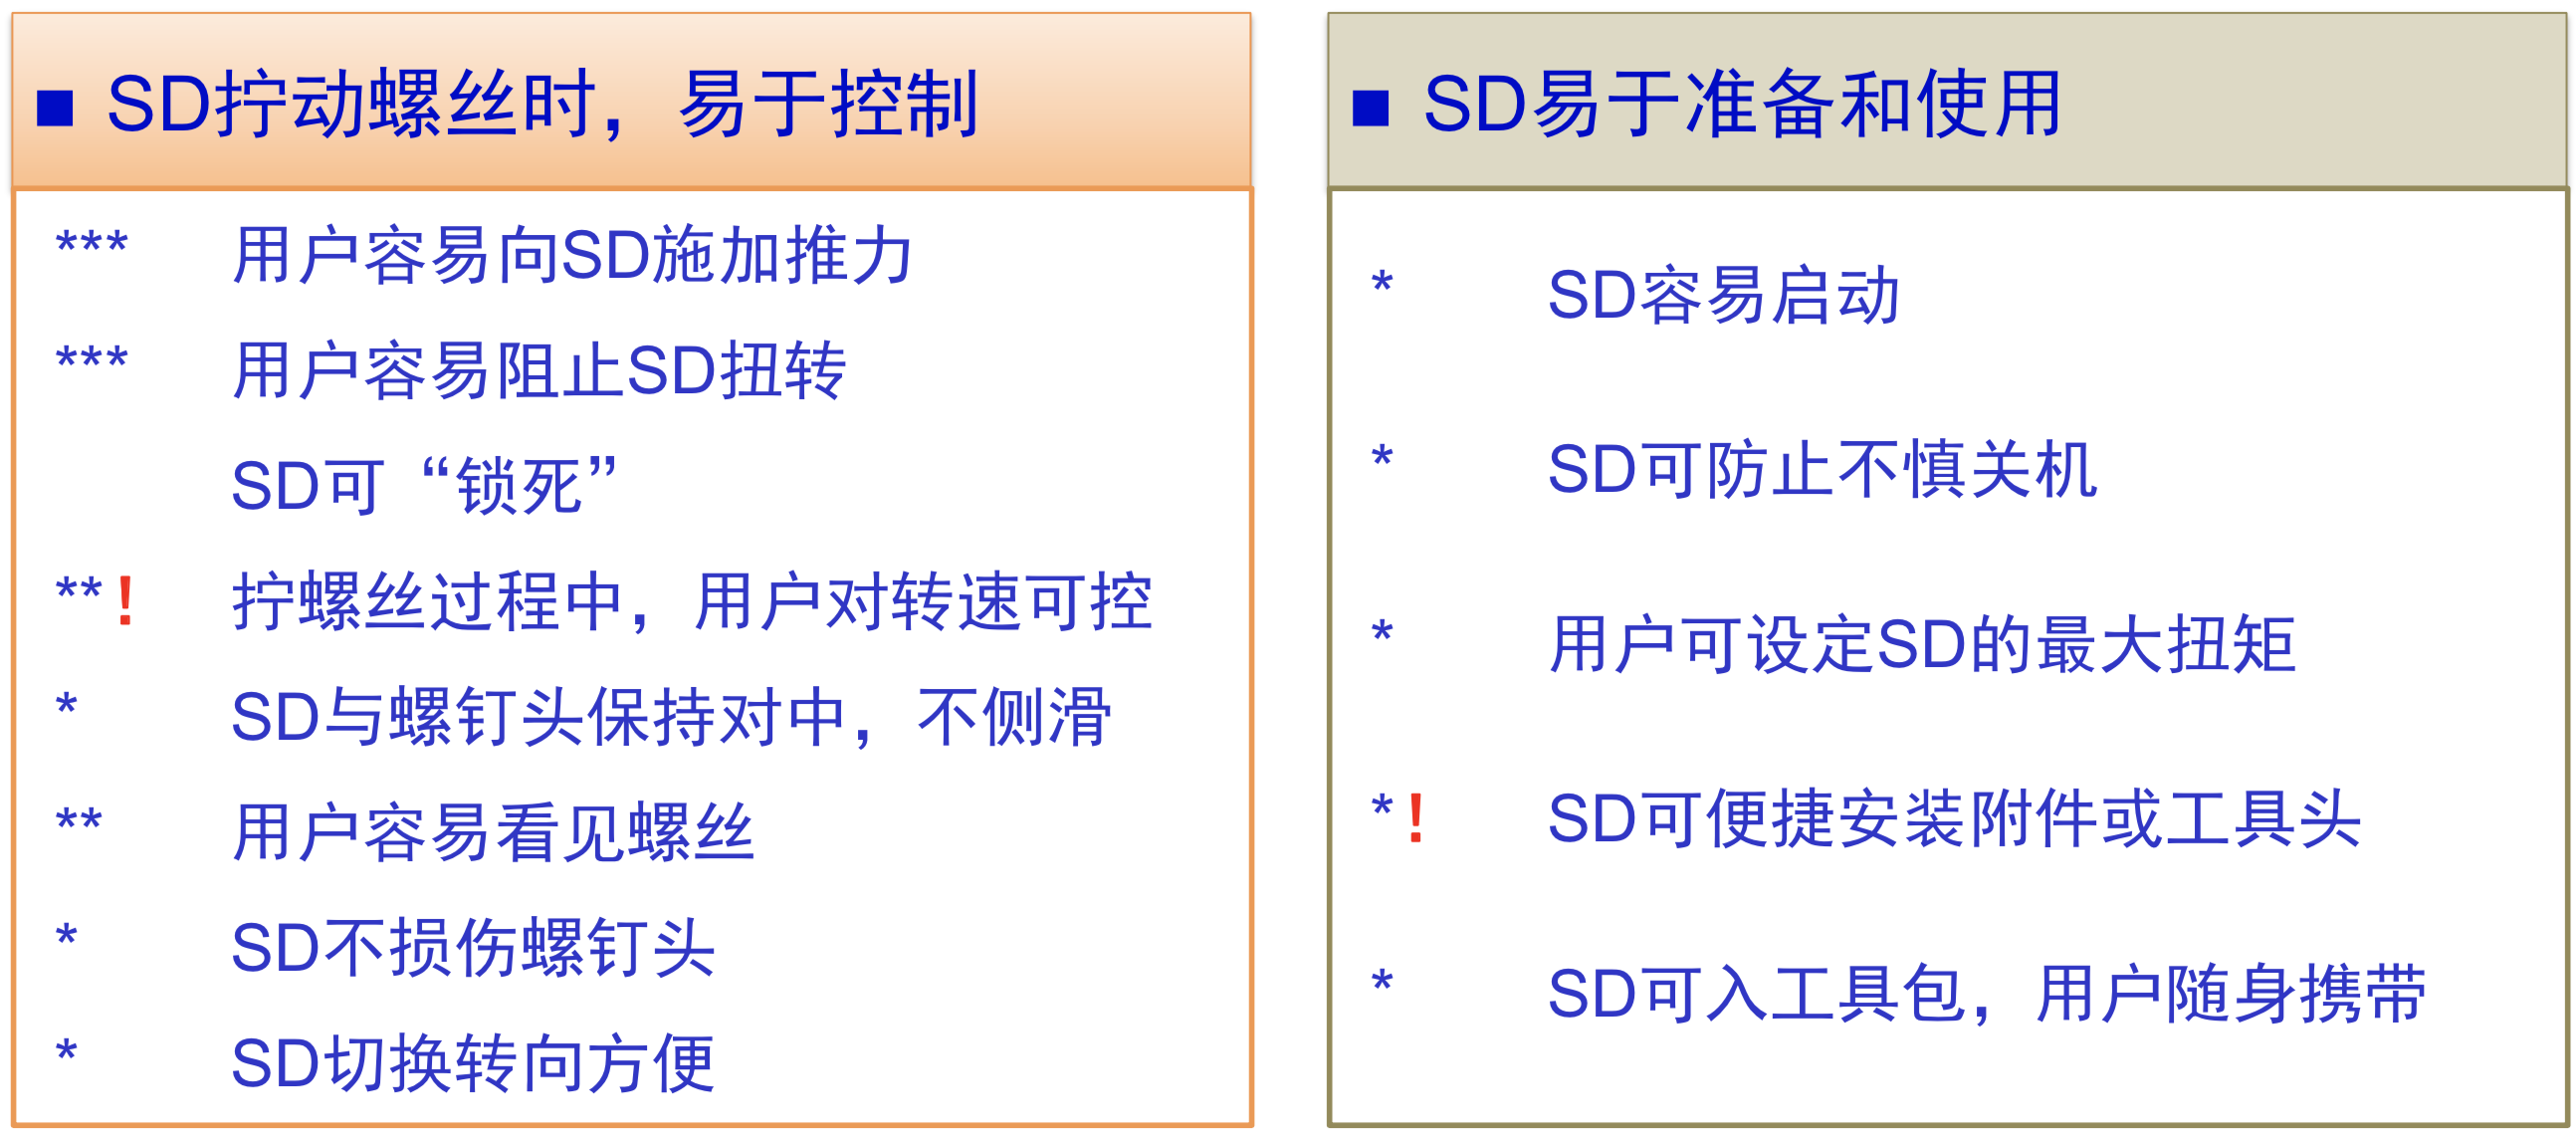 ■ SD拧动螺丝时，易于控制
*** 用户容易向SD施加推力
*** 用户容易阻止SD扭转
SD可“锁死”
**! 拧螺丝过程中，用户对转速可控
* SD与螺钉头保持对中，不侧滑
** 用户容易看见螺丝
* SD不损伤螺钉头
* SD切换转向方便
■ SD易于准备和使用
* SD容易启动
* SD可防止不慎关机
* 用户可设定SD的最大扭矩
*! SD可便捷安装附件或工具头
* SD可入工具包，用户随身携带